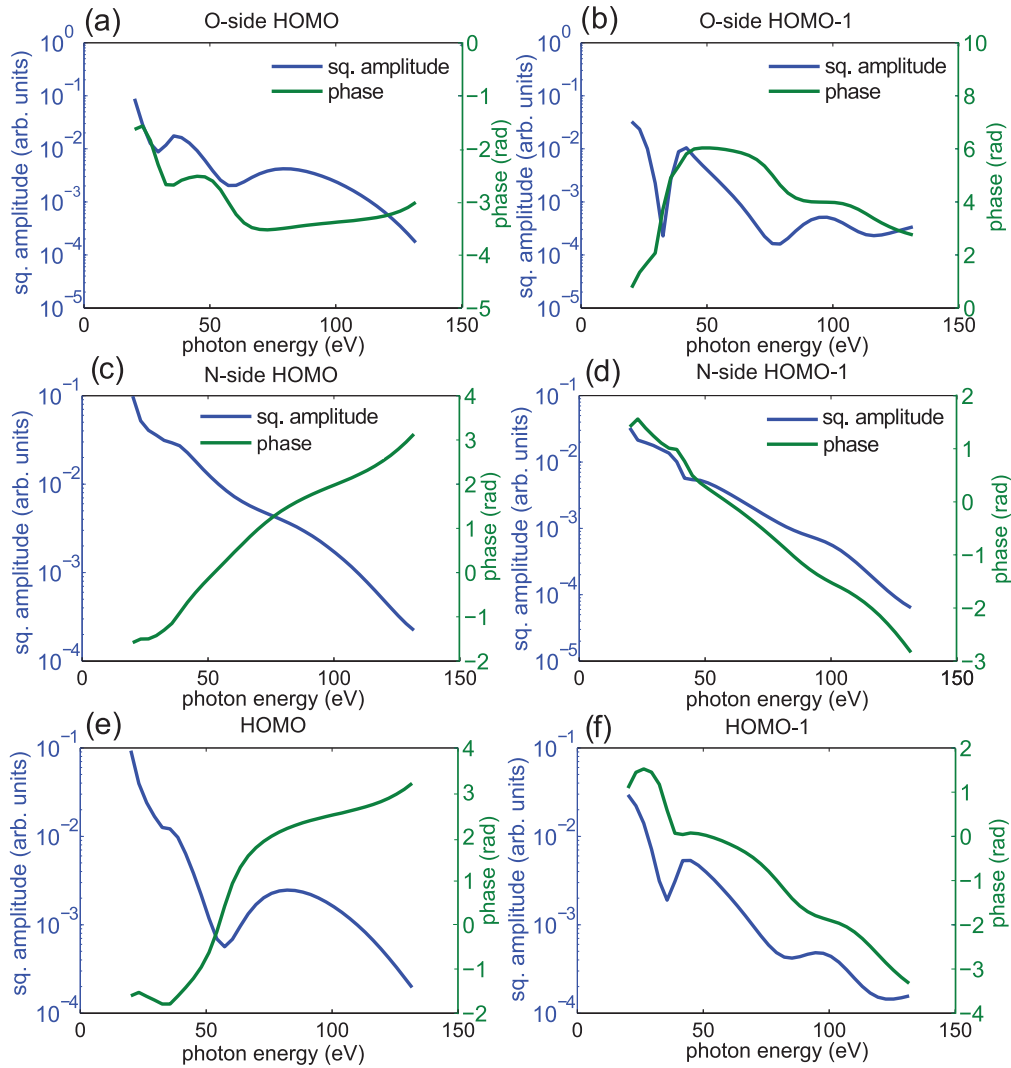 (a) O-side HOMO
sq. amplitude
phase
10^0
10^-1
10^-2
10^-3
10^-4
10^-5
sq. amplitude (arb. units)
0
−1
−2
−3
−4
−5
phase (rad)
0 50 100 150
photon energy (eV)
(b) O-side HOMO-1
sq. amplitude
phase
10^0
10^-1
10^-2
10^-3
10^-4
10^-5
sq. amplitude (arb. units)
10
8
6
4
2
0
phase (rad)
0 50 100 150
photon energy (eV)
(c) N-side HOMO
sq. amplitude
phase
10^-1
10^-2
10^-3
10^-4
sq. amplitude (arb. units)
4
3
2
1
0
−1
−2
phase (rad)
0 50 100 150
photon energy (eV)
(d) N-side HOMO-1
sq. amplitude
phase
10^-1
10^-2
10^-3
10^-4
10^-5
sq. amplitude (arb. units)
2
1
0
−1
−2
−3
phase (rad)
0 50 100 150
photon energy (eV)
(e) HOMO
10^-1
10^-2
10^-3
10^-4
sq. amplitude (arb. units)
4
3
2
1
0
−1
−2
phase (rad)
0 50 100 150
photon energy (eV)
(f) HOMO-1
10^-1
10^-2
10^-3
10^-4
sq. amplitude (arb. units)
2
1
0
−1
−2
−3
−4
phase (rad)
0 50 100 150
photon energy (eV)